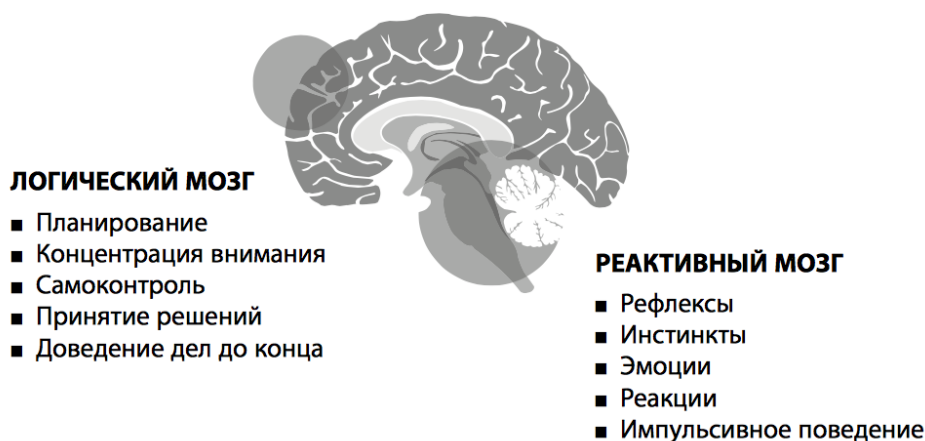 ЛОГИЧЕСКИЙ МОЗГ
■ Планирование
■ Концентрация внимания
■ Самоконтроль
■ Принятие решений
■ Доведение дел до конца
РЕАКТИВНЫЙ МОЗГ
■ Рефлексы
■ Инстинкты
■ Эмоции
■ Реакции
■ Импульсивное поведение